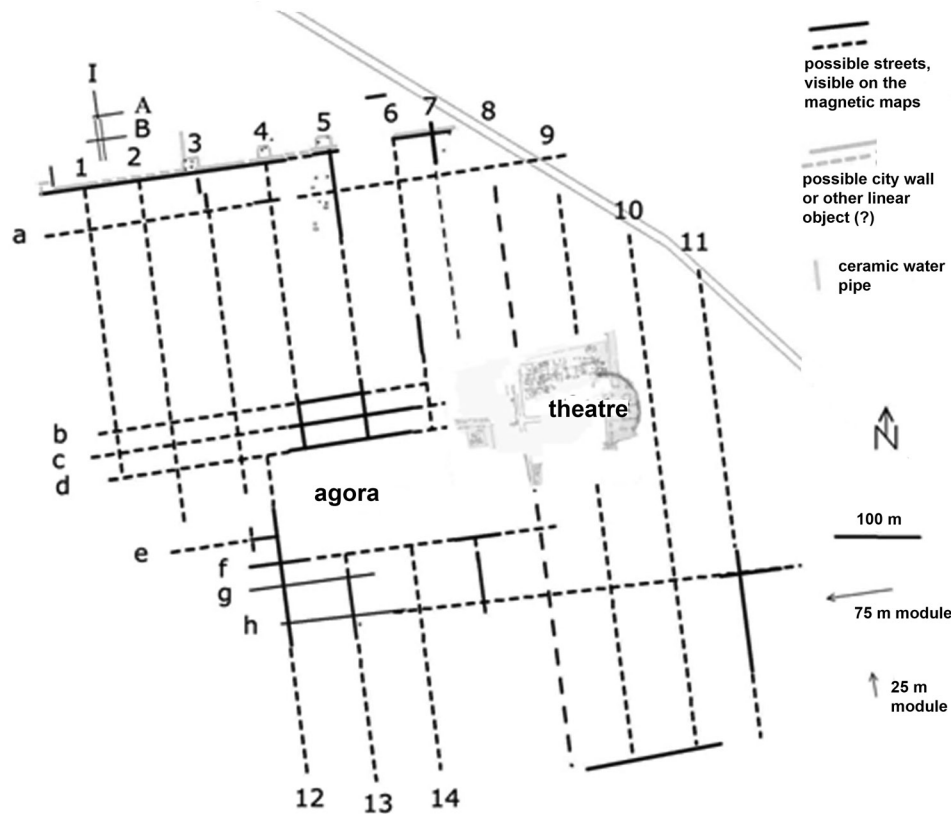 I
A
B
1
2
3
4
5
6
7
8
9
10
11
a
b
c
d
e
f
g
h
theatre
agora
12
13
14
possible streets,
visible on the
magnetic maps
possible city wall
or other linear
object (?)
ceramic water
pipe
N
100 m
75 m module
25 m
module